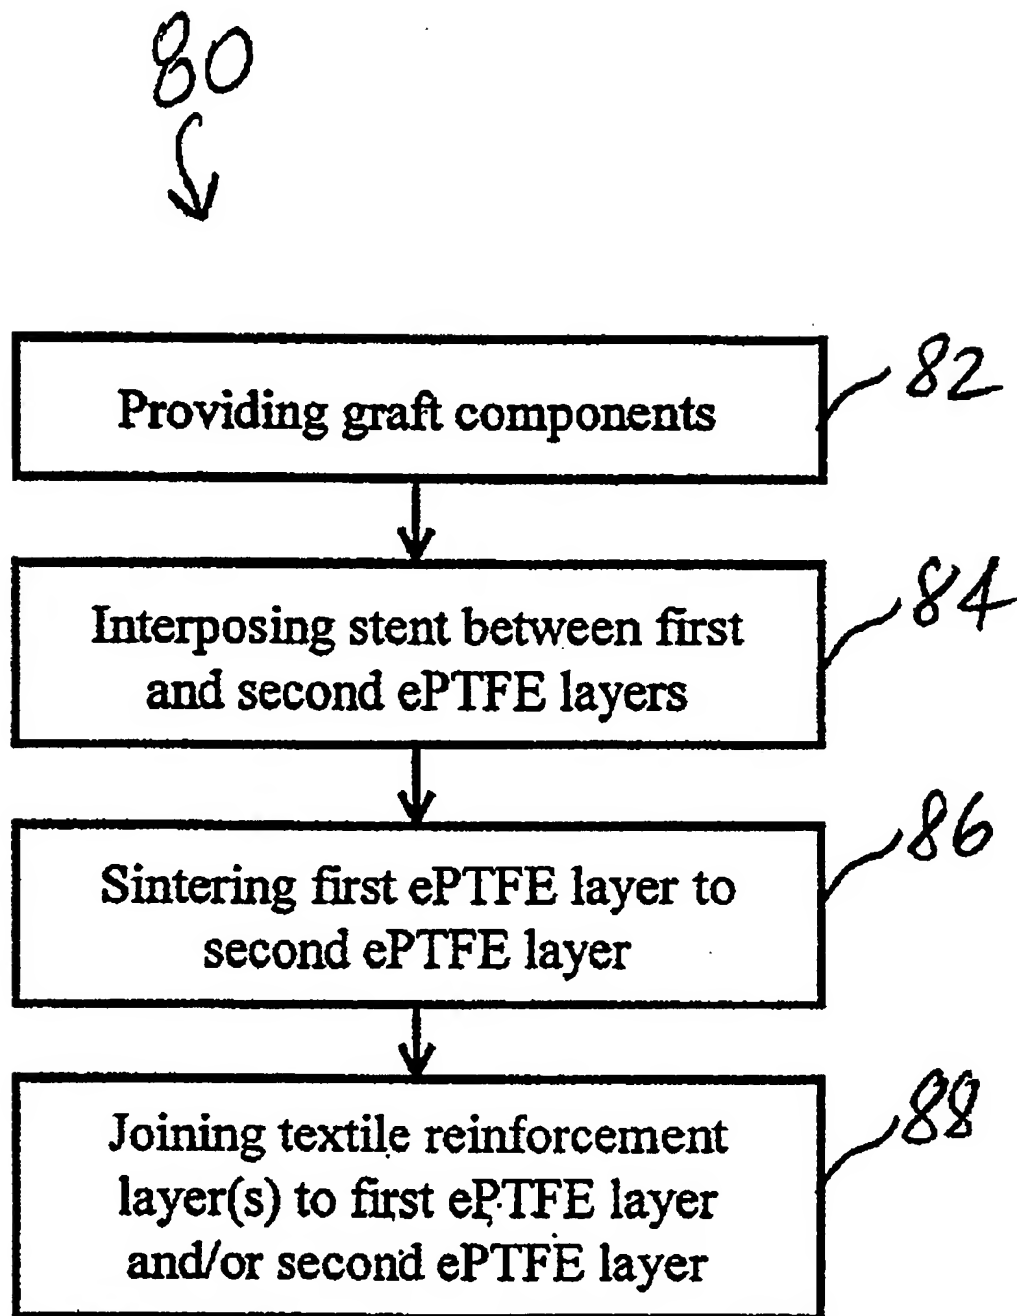 80
Providing graft components
82
Interposing stent between first
and second ePTFE layers
84
Sintering first ePTFE layer to
second ePTFE layer
86
Joining textile reinforcement
layer(s) to first ePTFE layer
and/or second ePTFE layer
88